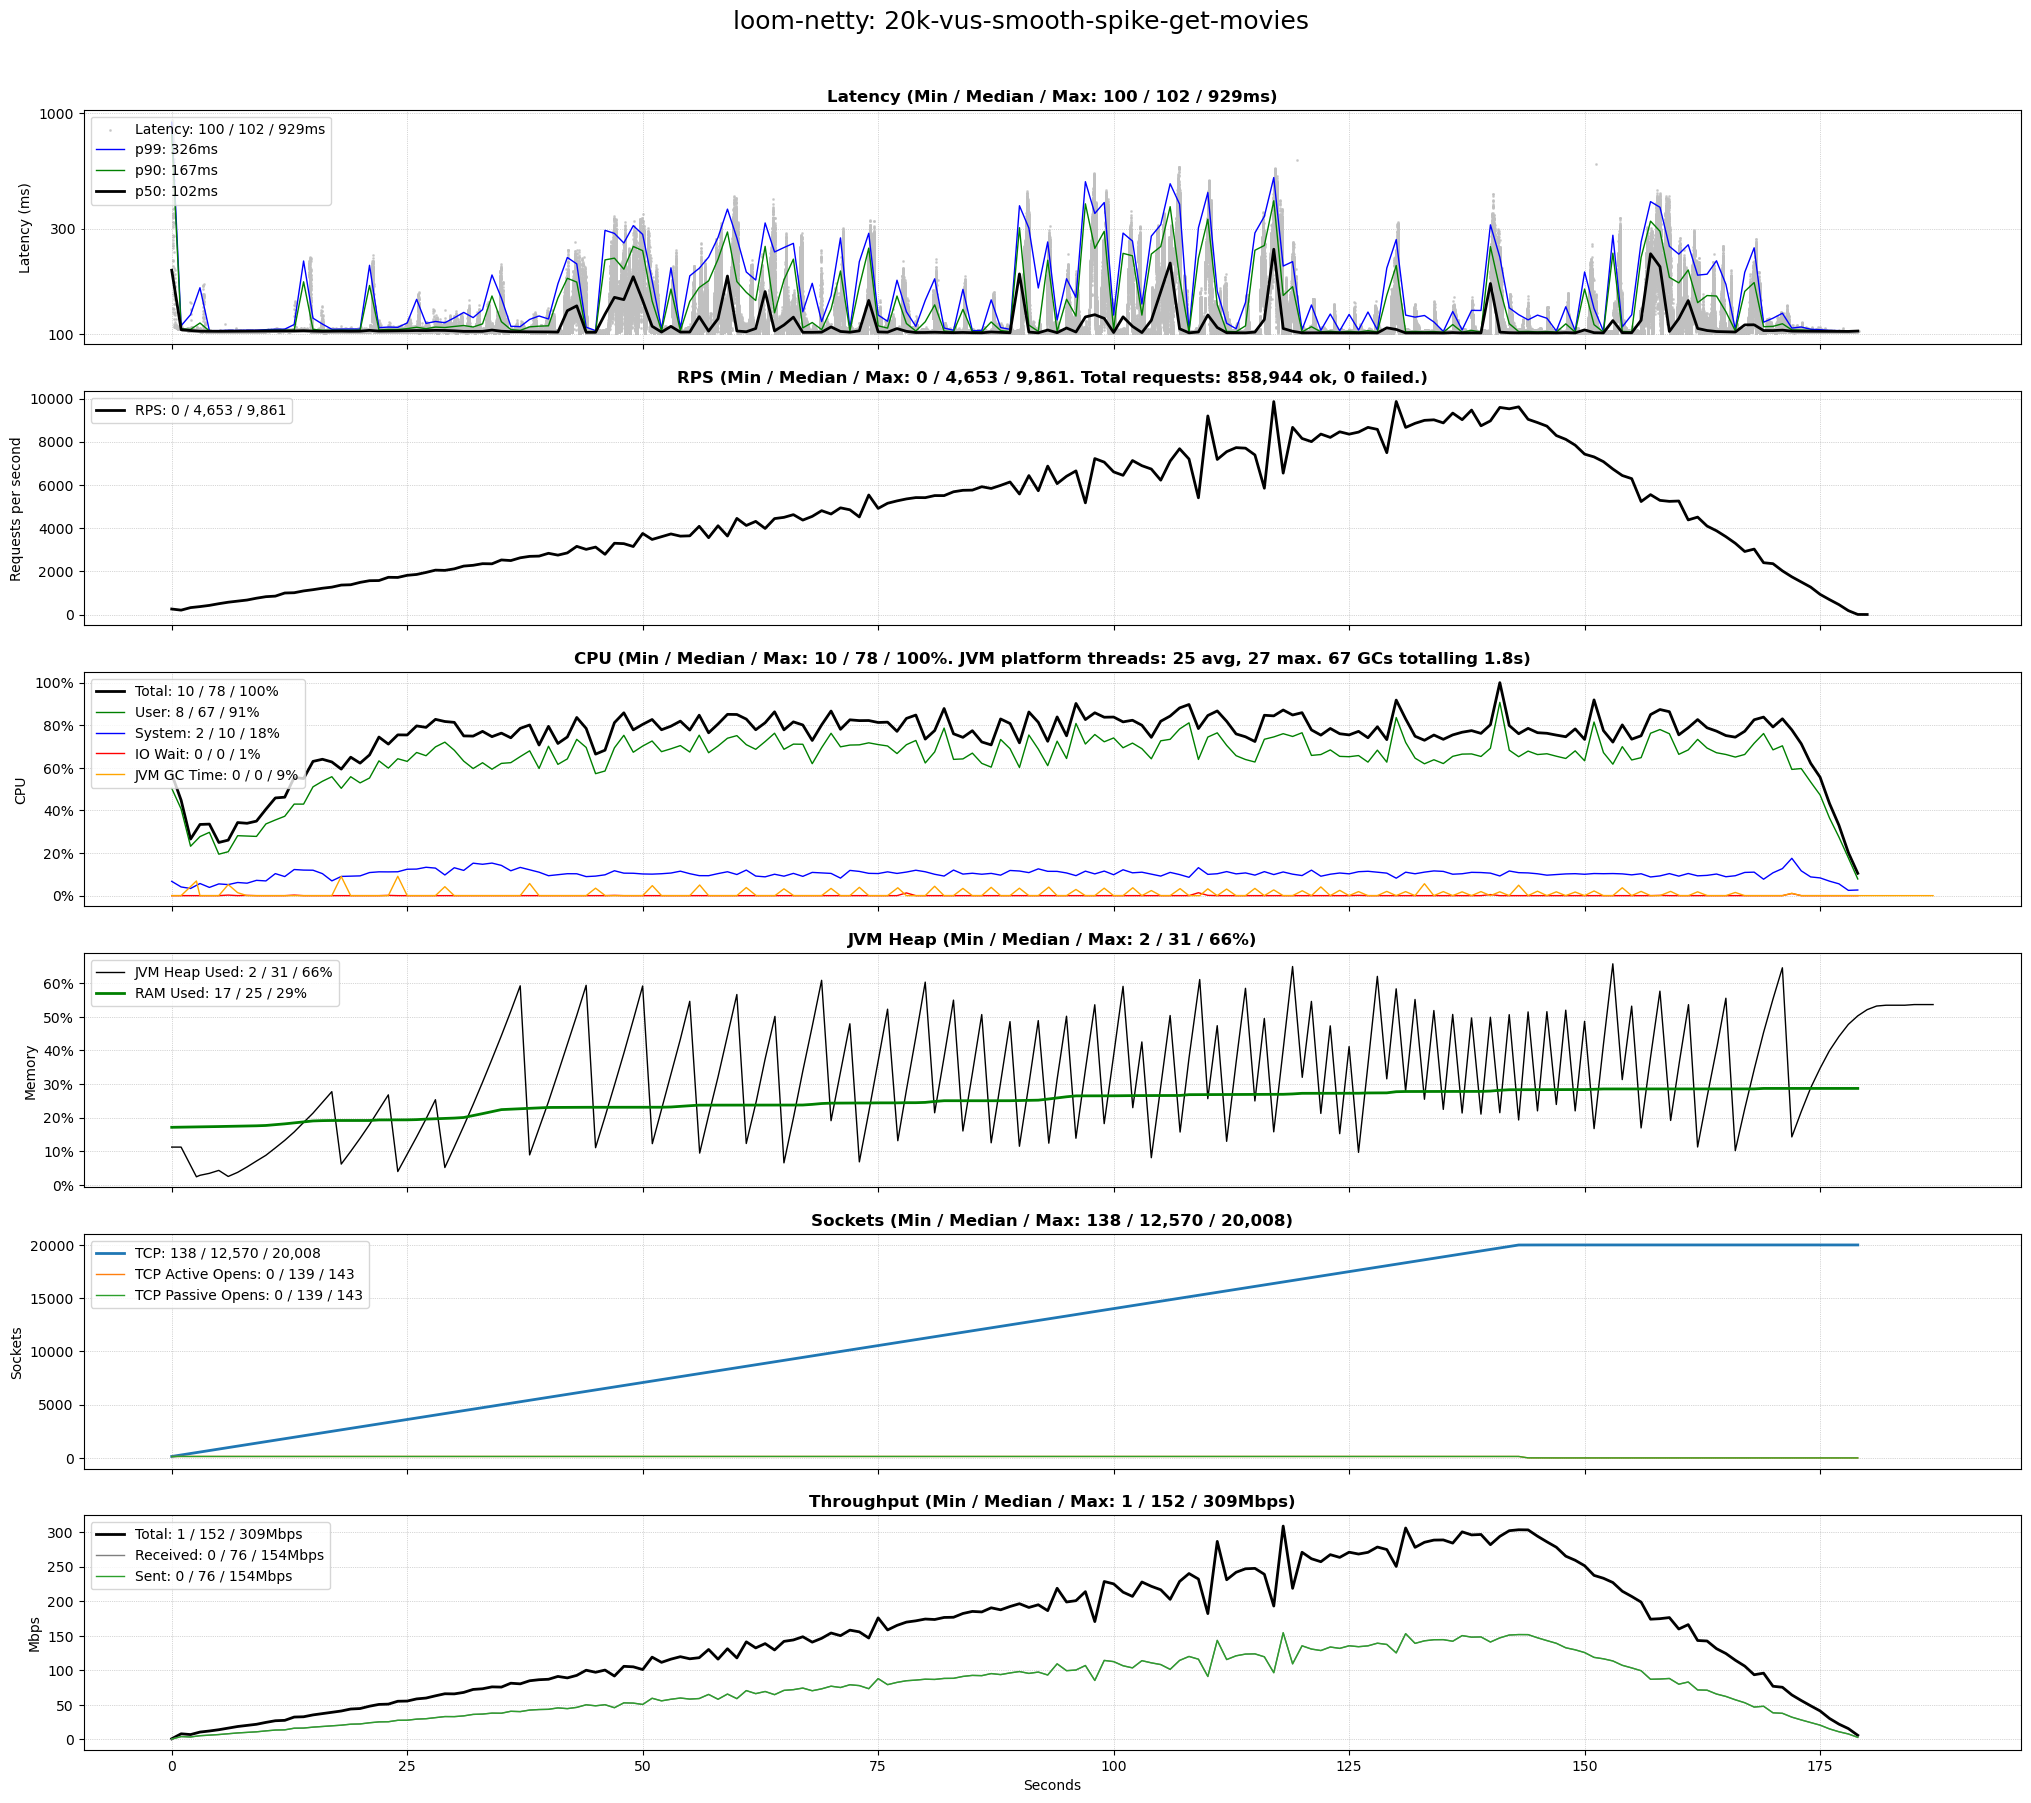 loom-netty: 20k-vus-smooth-spike-get-movies
Latency (Min / Median / Max: 100 / 102 / 929ms)
1000
300
100
Latency (ms)
Latency: 100 / 102 / 929ms
p99: 326ms
p90: 167ms
p50: 102ms
RPS (Min / Median / Max: 0 / 4,653 / 9,861. Total requests: 858,944 ok, 0 failed.)
10000
8000
6000
4000
2000
0
Requests per second
RPS: 0 / 4,653 / 9,861
CPU (Min / Median / Max: 10 / 78 / 100%. JVM platform threads: 25 avg, 27 max. 67 GCs totalling 1.8s)
100%
80%
60%
40%
20%
0%
CPU
Total: 10 / 78 / 100%
User: 8 / 67 / 91%
System: 2 / 10 / 18%
IO Wait: 0 / 0 / 1%
JVM GC Time: 0 / 0 / 9%
JVM Heap (Min / Median / Max: 2 / 31 / 66%)
60%
50%
40%
30%
20%
10%
0%
Memory
JVM Heap Used: 2 / 31 / 66%
RAM Used: 17 / 25 / 29%
Sockets (Min / Median / Max: 138 / 12,570 / 20,008)
20000
15000
10000
5000
0
Sockets
TCP: 138 / 12,570 / 20,008
TCP Active Opens: 0 / 139 / 143
TCP Passive Opens: 0 / 139 / 143
Throughput (Min / Median / Max: 1 / 152 / 309Mbps)
300
250
200
150
100
50
0
Mbps
Total: 1 / 152 / 309Mbps
Received: 0 / 76 / 154Mbps
Sent: 0 / 76 / 154Mbps
0 25 50 75 100 125 150 175
Seconds